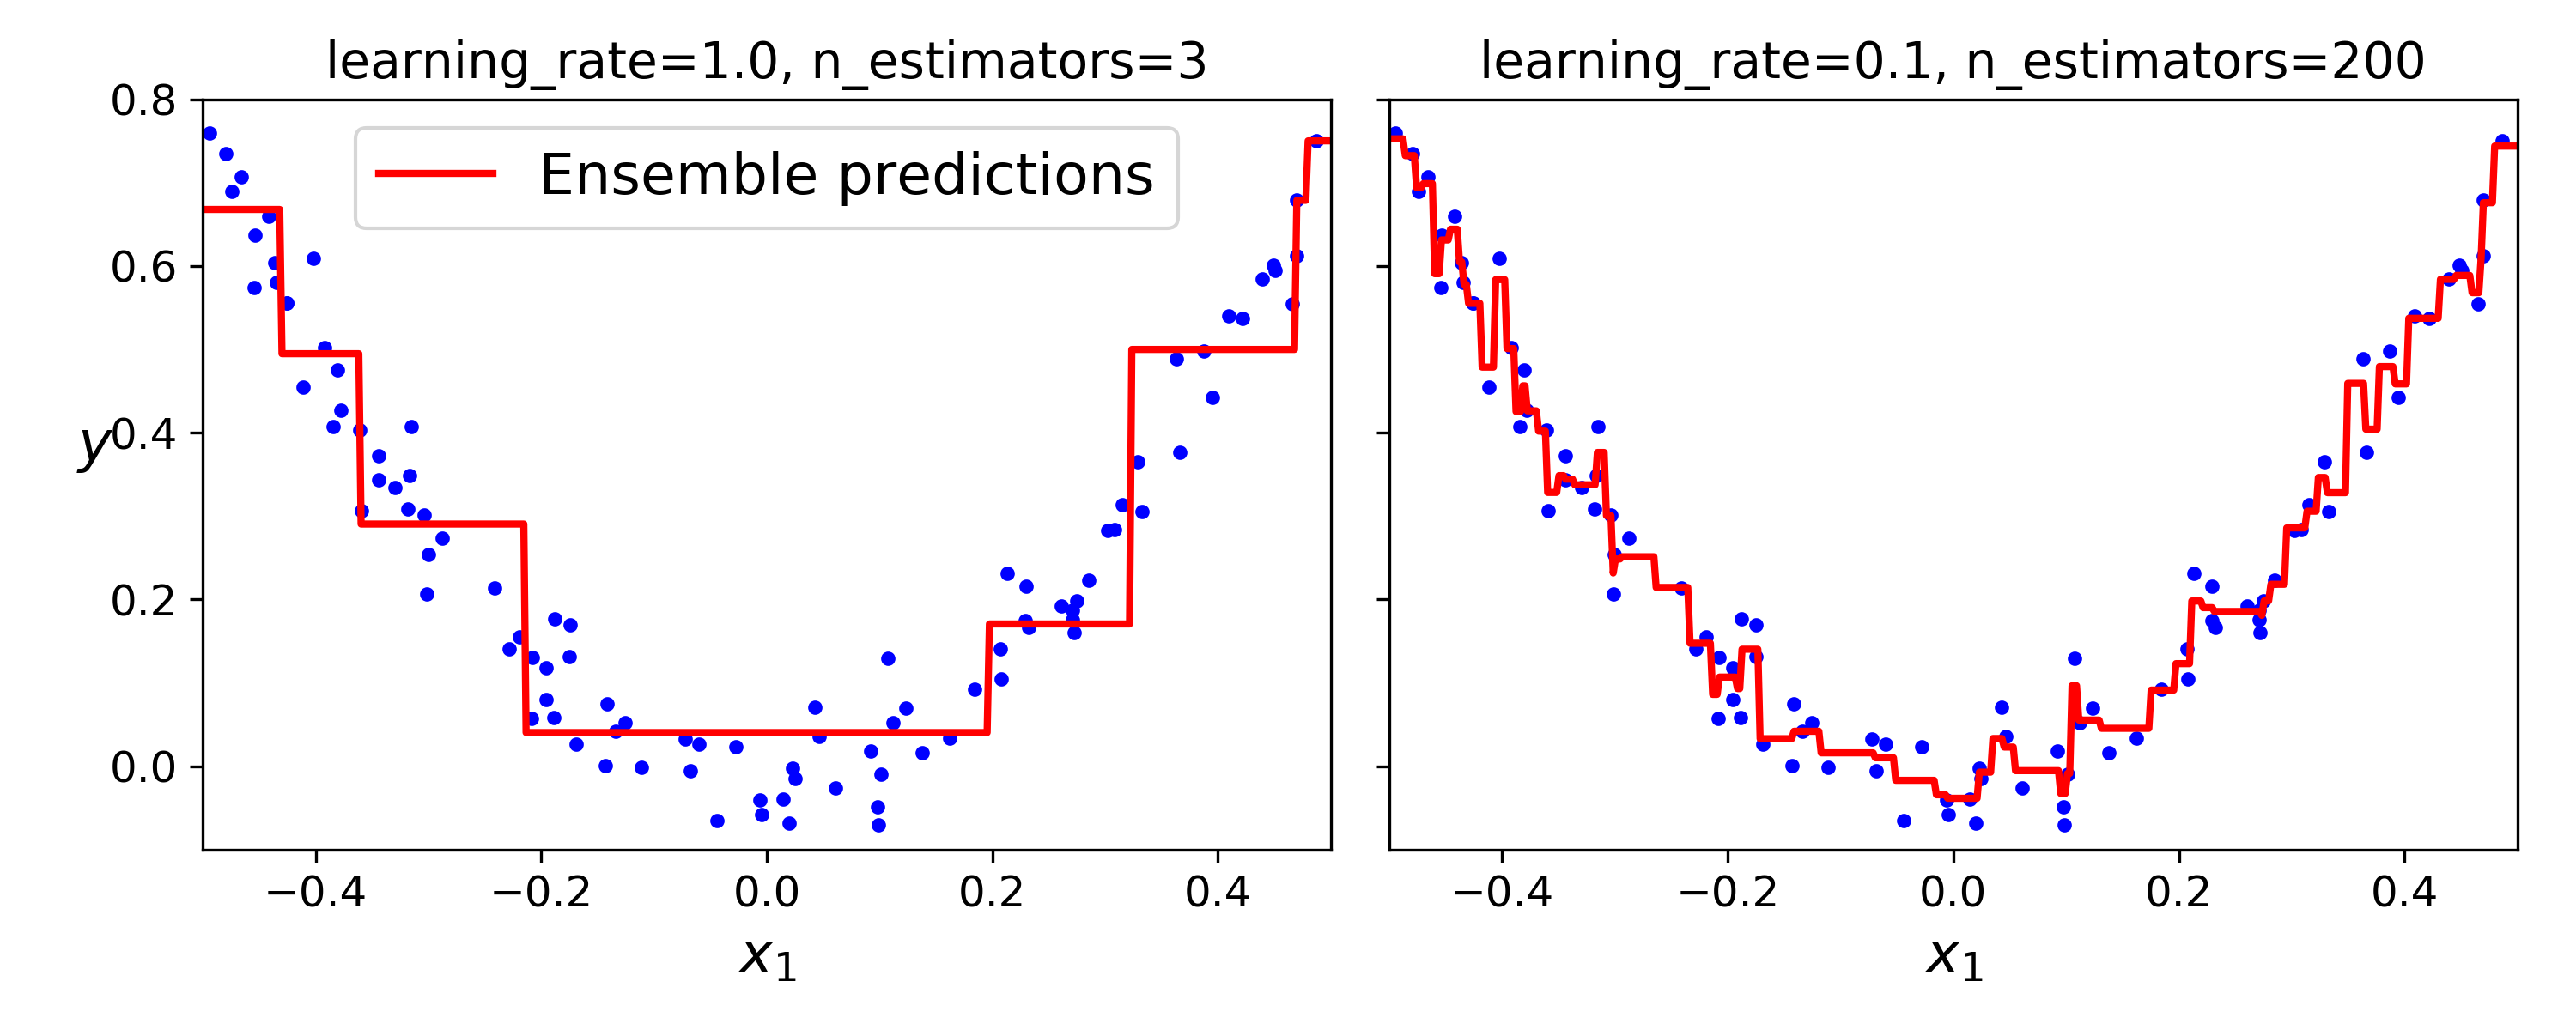 learning_rate=1.0, n_estimators=3
learning_rate=0.1, n_estimators=200
Ensemble predictions
0.8
0.6
0.4
0.2
0.0
y
−0.4 −0.2 0.0 0.2 0.4
x₁
−0.4 −0.2 0.0 0.2 0.4
x₁